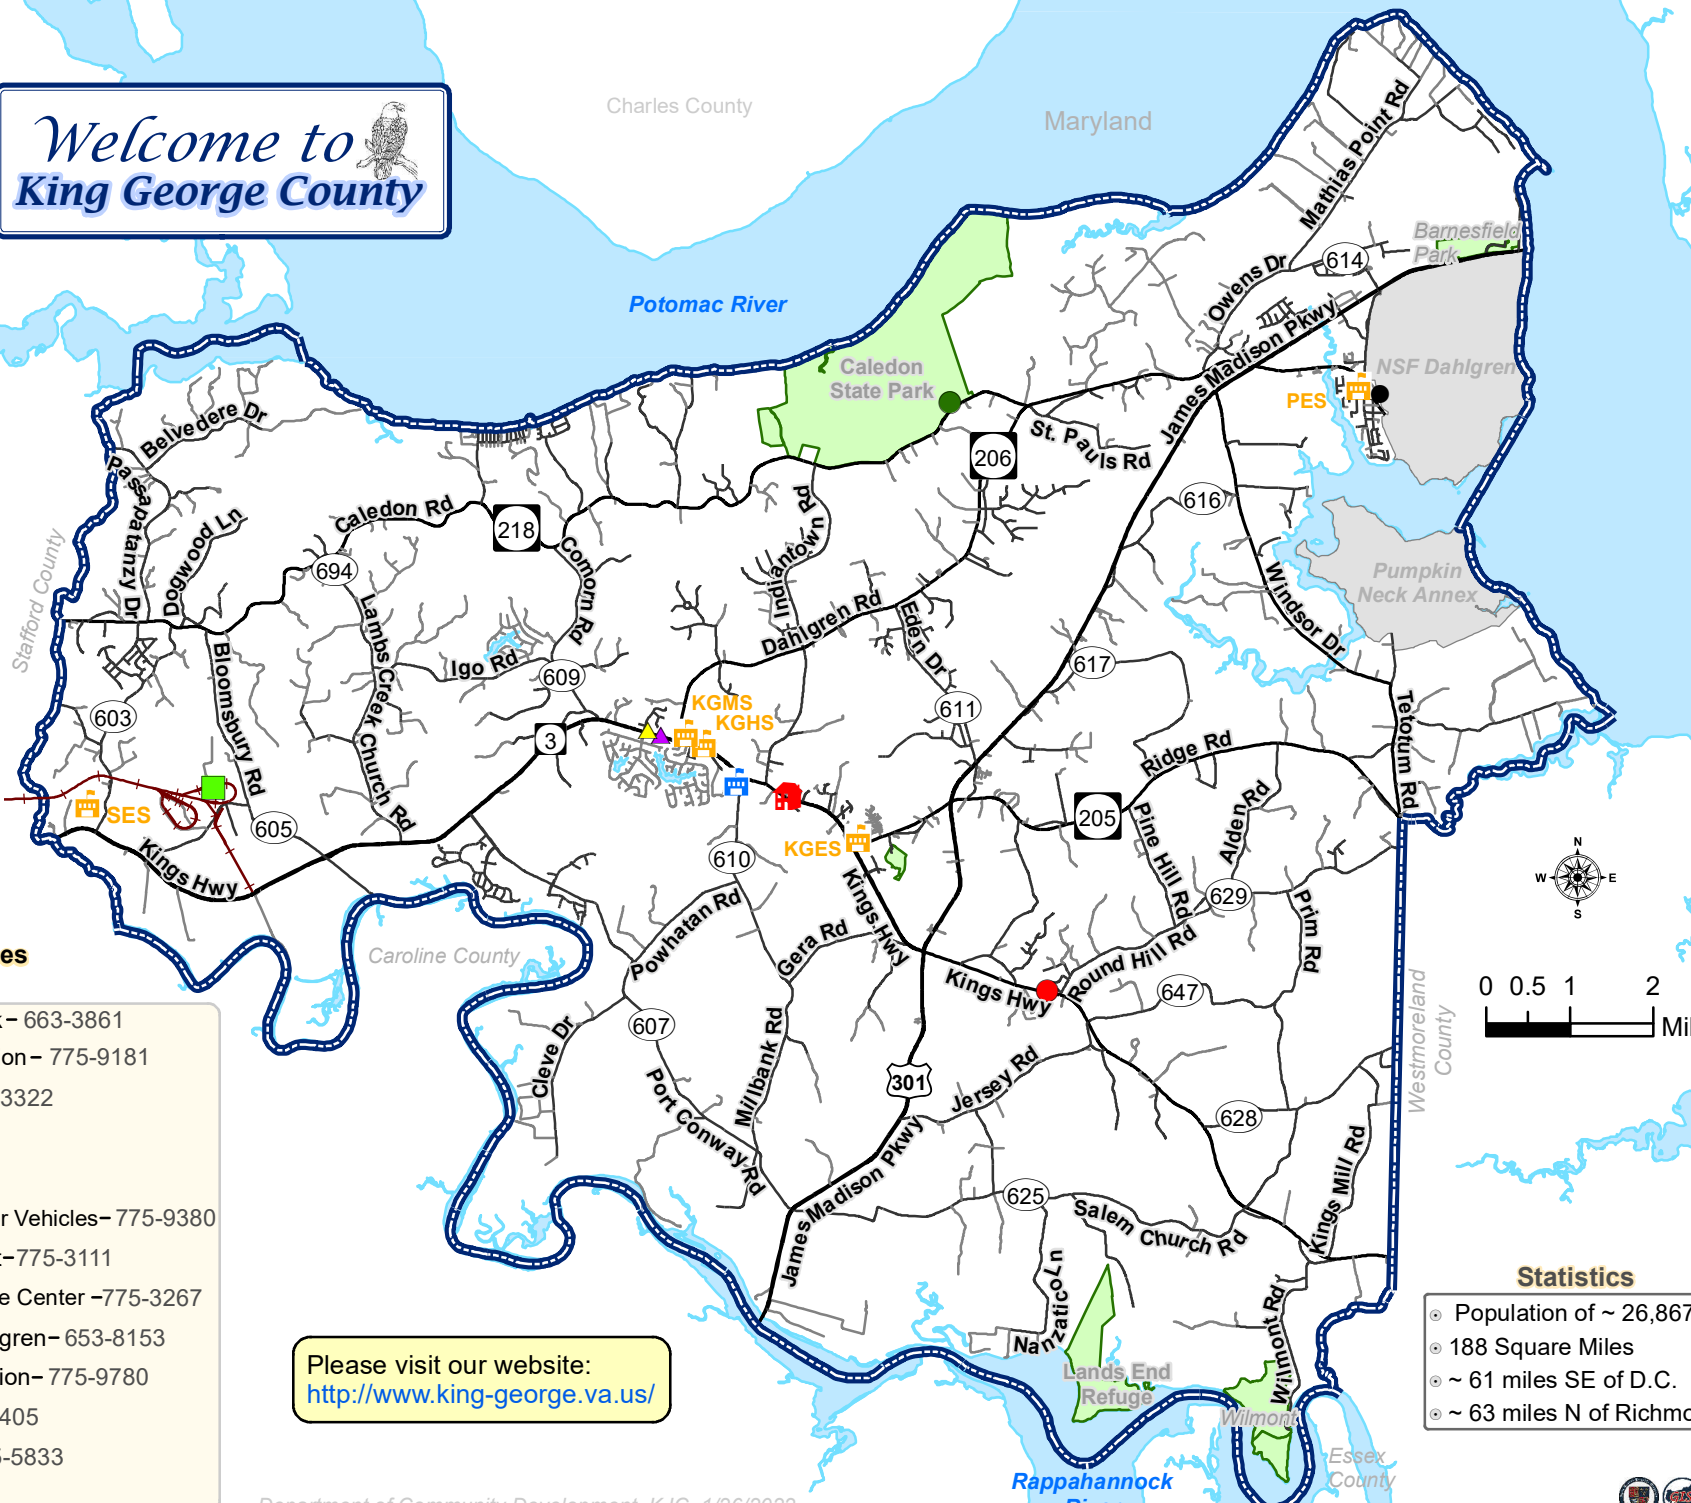 Welcome to
King George County
Charles County
Maryland
Potomac River
Mathias Point Rd
Barnesfield
Park
614
Owens Dr
James Madison Pkwy
NSF Dahlgren
PES
Caledon
State Park
206
St. Pauls Rd
616
Pumpkin
Neck Annex
Windsor Dr
Belvedere Dr
Passapatanzy Dr
Dogwood Ln
Caledon Rd
218
694
Comorn Rd
Indiantown Rd
Dahlgren Rd
Eden Dr
Stafford County
Lambs Creek Church Rd
Igo Rd
609
Bloomsbury Rd
603
617
611
KGMS
KGHS
3
Ridge Rd
Tetotum Rd
SES
605
Kings Hwy
KGES
610
205
Pine Hill Rd
Alden Rd
629
Prim Rd
Powhatan Rd
Gera Rd
Kings Hwy
Caroline County
Kings Hwy
Round Hill Rd
647
607
Cleve Dr
Millbank Rd
Port Conway Rd
301
Jersey Rd
628
James Madison Pkwy
625
Salem Church Rd
Kings Mill Rd
Nanzatico Ln
Wilmont Rd
Lands End
Refuge
Wilmont
Westmoreland
County
Essex
County
Rappahannock
N
W
E
S
0 0.5 1 2
Mil
es
– 663-3861
on – 775-9181
3322
r Vehicles – 775-9380
t – 775-3111
e Center – 775-3267
gren – 653-8153
ion – 775-9780
405
-5833
Please visit our website:
http://www.king-george.va.us/
Statistics
Population of ~ 26,867
188 Square Miles
~ 61 miles SE of D.C.
~ 63 miles N of Richmo